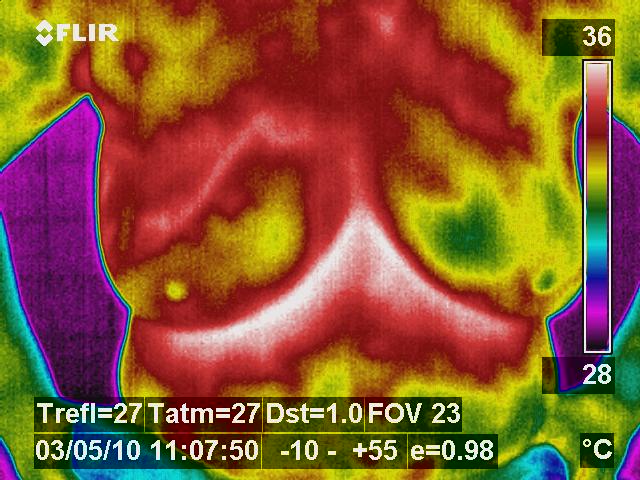 FLIR
36
28
Trefl=27 Tatm=27 Dst=1.0 FOV 23
03/05/10 11:07:50 -10 - +55 e=0.98 °C